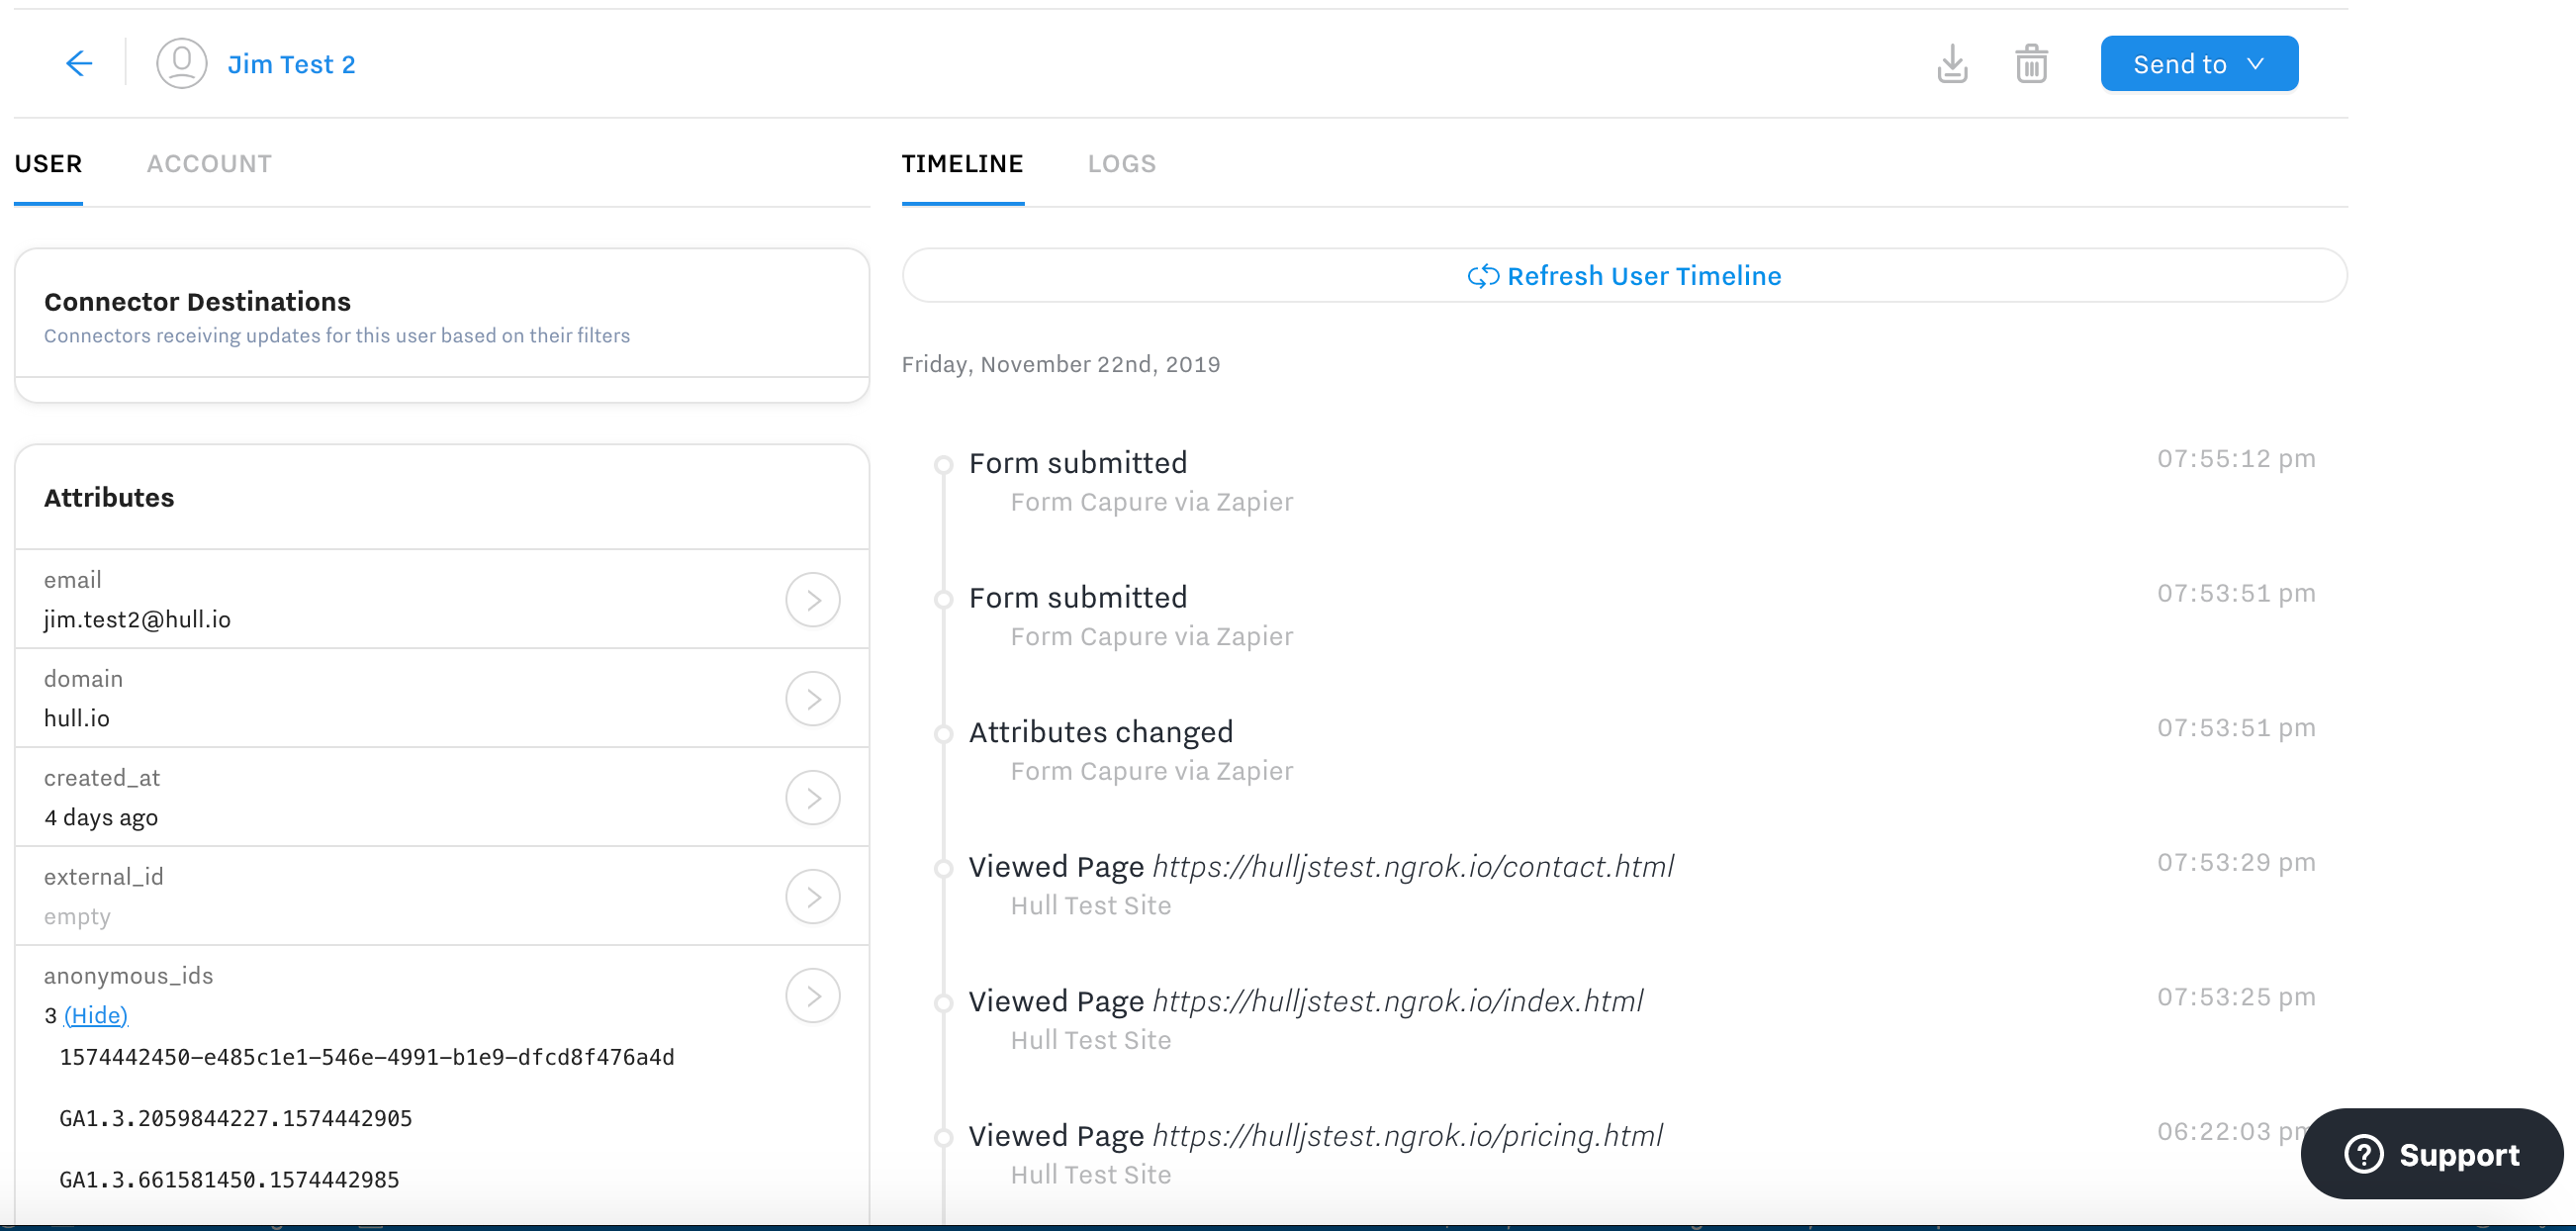 Jim Test 2
Send to
USER
ACCOUNT
TIMELINE
LOGS
Connector Destinations
Connectors receiving updates for this user based on their filters
Attributes
email
jim.test2@hull.io
domain
hull.io
created_at
4 days ago
external_id
empty
anonymous_ids
3 (Hide)
1574442450-e485c1e1-546e-4991-b1e9-dfcd8f476a4d
GA1.3.2059844227.1574442905
GA1.3.661581450.1574442985
Refresh User Timeline
Friday, November 22nd, 2019
Form submitted 07:55:12 pm
Form Capure via Zapier
Form submitted 07:53:51 pm
Form Capure via Zapier
Attributes changed 07:53:51 pm
Form Capure via Zapier
Viewed Page https://hulljstest.ngrok.io/contact.html 07:53:29 pm
Hull Test Site
Viewed Page https://hulljstest.ngrok.io/index.html 07:53:25 pm
Hull Test Site
Viewed Page https://hulljstest.ngrok.io/pricing.html 06:22:03 pm
Hull Test Site
Support